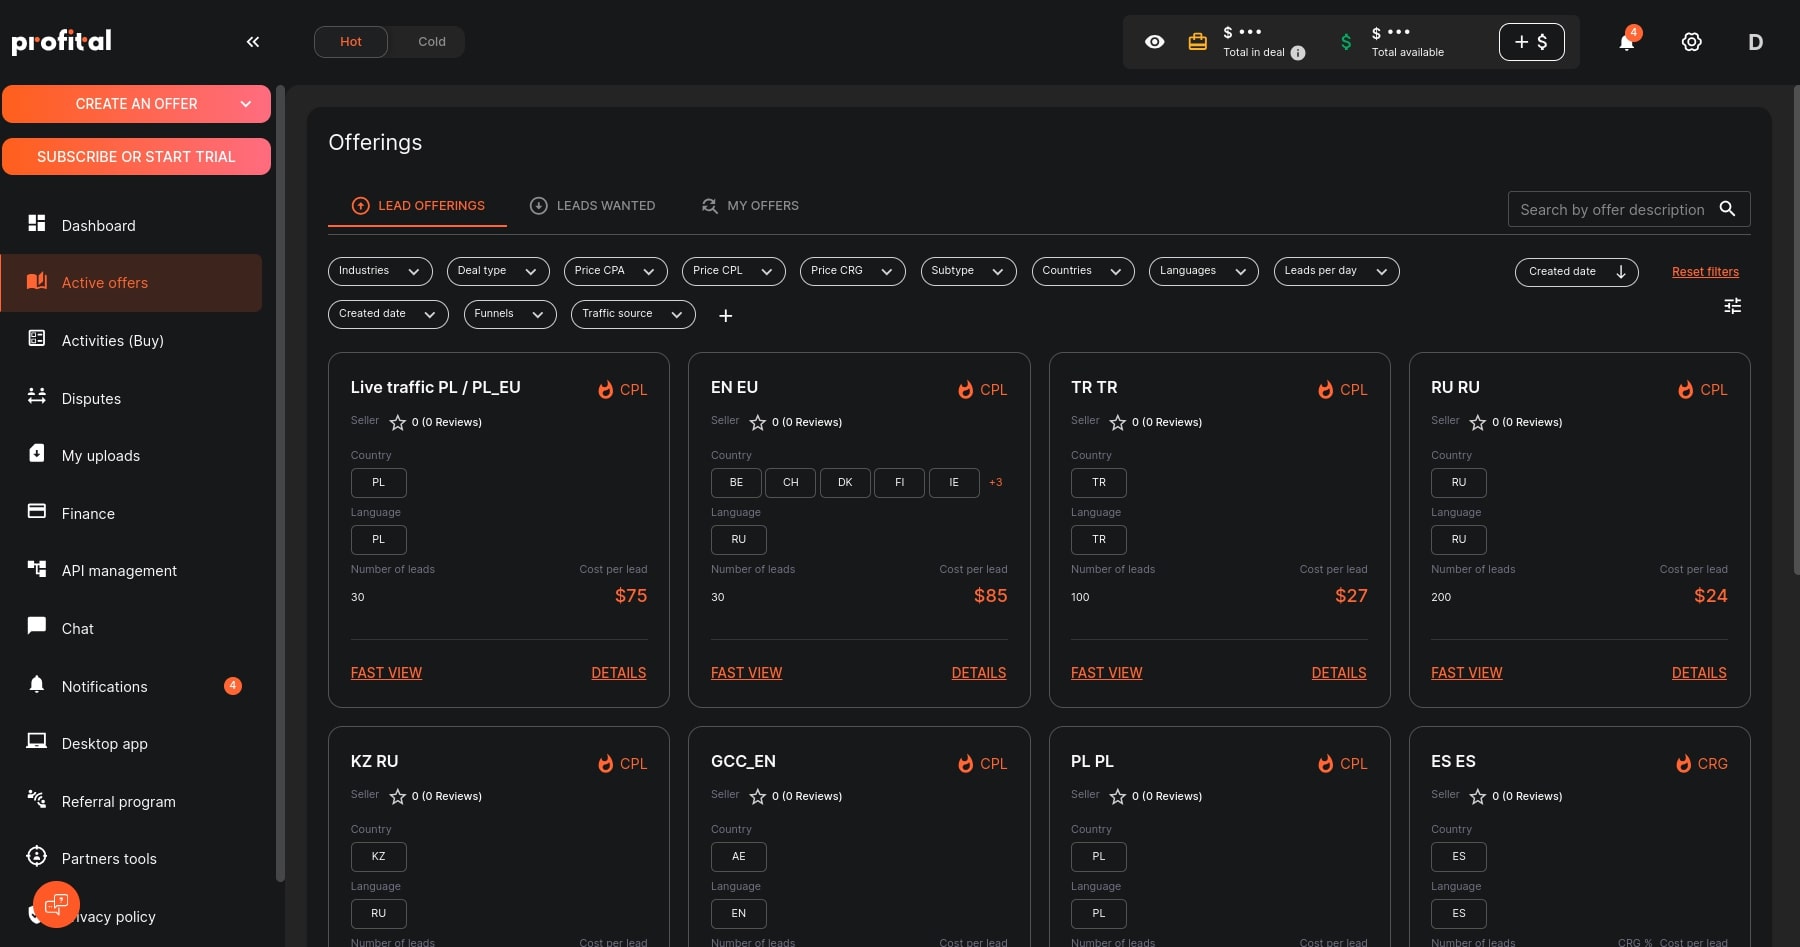 profital
Hot
Cold
$ •••
Total in deal
$
$ •••
Total available
+ $
4
D
CREATE AN OFFER
SUBSCRIBE OR START TRIAL
Dashboard
Active offers
Activities (Buy)
Disputes
My uploads
Finance
API management
Chat
Notifications
4
Desktop app
Referral program
Partners tools
ivacy policy
Offerings
LEAD OFFERINGS
LEADS WANTED
MY OFFERS
Search by offer description
Industries
Deal type
Price CPA
Price CPL
Price CRG
Subtype
Countries
Languages
Leads per day
Created date
Reset filters
Created date
Funnels
Traffic source
+
Live traffic PL / PL_EU
CPL
Seller
0 (0 Reviews)
Country
PL
Language
PL
Number of leads
Cost per lead
30
$75
FAST VIEW
DETAILS
EN EU
CPL
Seller
0 (0 Reviews)
Country
BE CH DK FI IE +3
Language
RU
Number of leads
Cost per lead
30
$85
FAST VIEW
DETAILS
TR TR
CPL
Seller
0 (0 Reviews)
Country
TR
Language
TR
Number of leads
Cost per lead
100
$27
FAST VIEW
DETAILS
RU RU
CPL
Seller
0 (0 Reviews)
Country
RU
Language
RU
Number of leads
Cost per lead
200
$24
FAST VIEW
DETAILS
KZ RU
CPL
Seller
0 (0 Reviews)
Country
KZ
Language
RU
Number of leads
Cost per lead
GCC_EN
CPL
Seller
0 (0 Reviews)
Country
AE
Language
EN
Number of leads
Cost per lead
PL PL
CPL
Seller
0 (0 Reviews)
Country
PL
Language
PL
Number of leads
Cost per lead
ES ES
CRG
Seller
0 (0 Reviews)
Country
ES
Language
ES
Number of leads
CRG %
Cost per lead